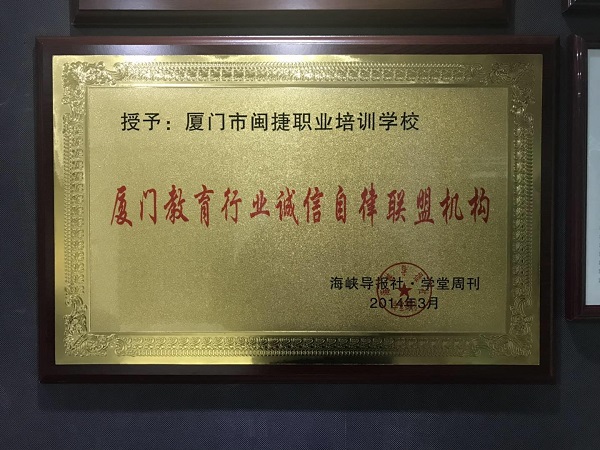 授予：厦门市闽捷职业培训学校
厦门教育行业诚信自律联盟机构
海峡导报社·学堂周刊
2014年3月